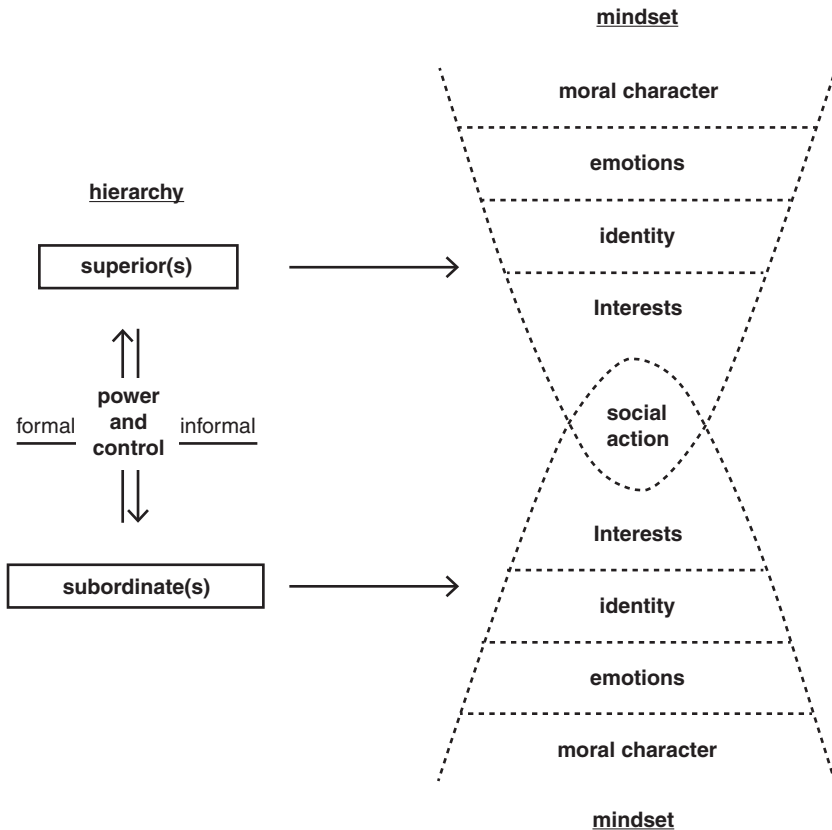 mindset
moral character
emotions
hierarchy
identity
superior(s)
Interests
power
and
control
formal
informal
social
action
Interests
subordinate(s)
identity
emotions
moral character
mindset